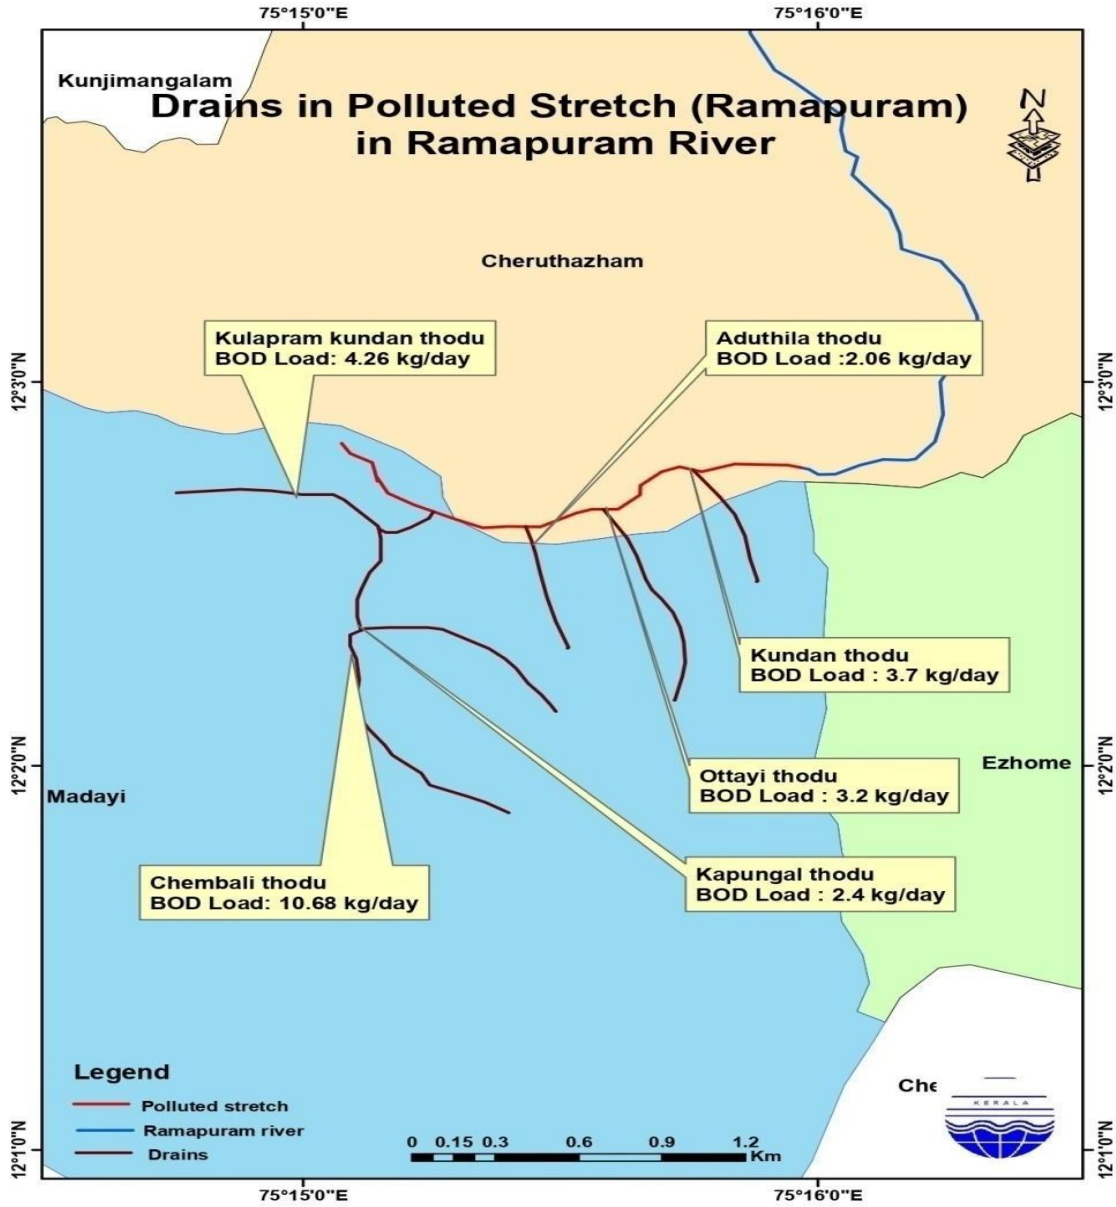 75°15'0"E
75°16'0"E
Kunjimangalam
Drains in Polluted Stretch (Ramapuram)
in Ramapuram River
N
Cheruthazham
Kulapram kundan thodu
BOD Load: 4.26 kg/day
Aduthila thodu
BOD Load :2.06 kg/day
12°3'0"N
12°3'0"N
Kundan thodu
BOD Load : 3.7 kg/day
Ottayi thodu
BOD Load : 3.2 kg/day
Ezhome
12°2'0"N
12°2'0"N
Madayi
Kapungal thodu
BOD Load : 2.4 kg/day
Chembali thodu
BOD Load: 10.68 kg/day
Legend
Polluted stretch
Ramapuram river
Drains
0 0.15 0.3 0.6 0.9 1.2
Km
Che
KERALA
12°1'0"N
12°1'0"N
75°15'0"E
75°16'0"E